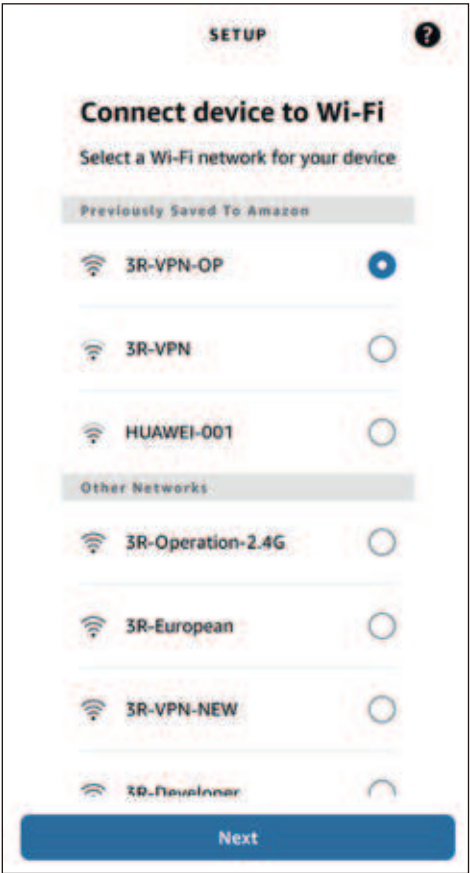 SETUP
?
Connect device to Wi-Fi
Select a Wi-Fi network for your device
Previously Saved To Amazon
3R-VPN-OP
3R-VPN
HUAWEI-001
Other Networks
3R-Operation-2.4G
3R-European
3R-VPN-NEW
3R-Developer
Next